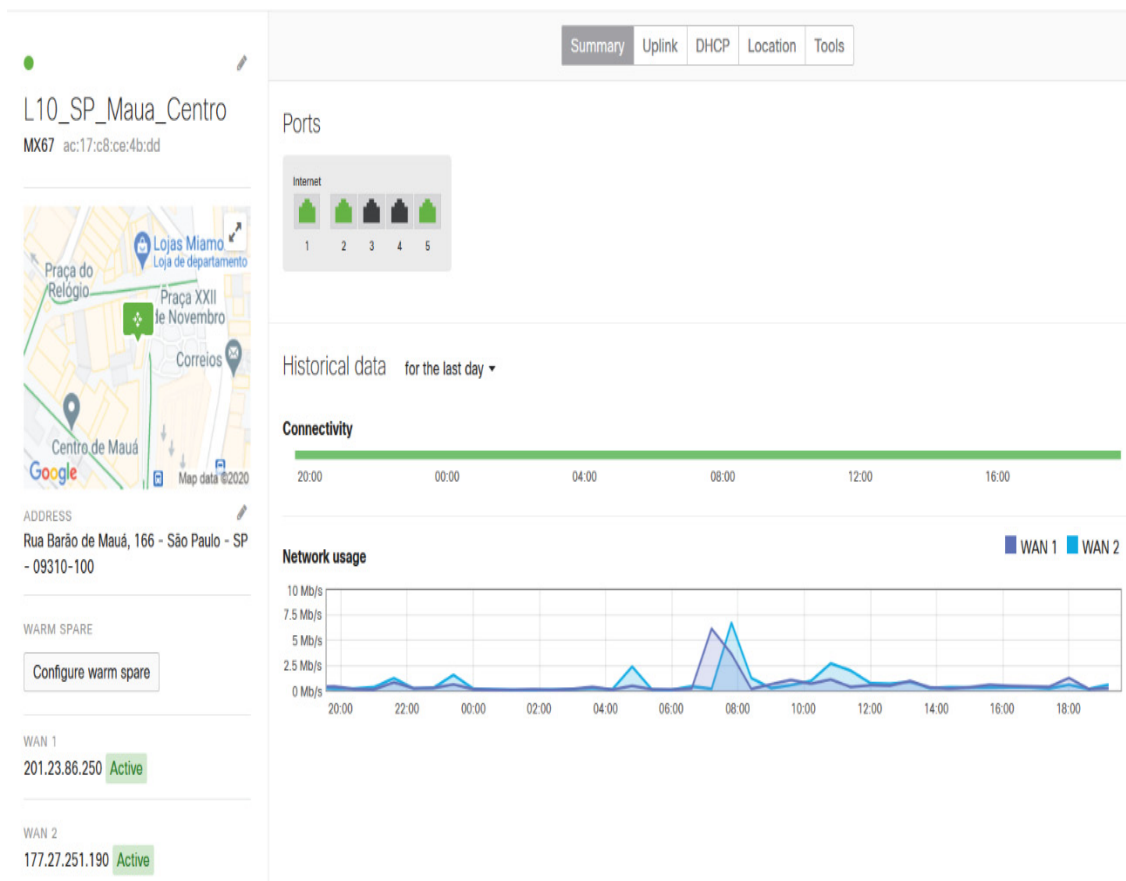 Summary Uplink DHCP Location Tools
L10_SP_Maua_Centro
MX67 ac:17:c8:ce:4b:dd
Lojas Miamo
Loja de departamento
Praça do
Relógio
Praça XXII
de Novembro
Correios
Centro de Mauá
Google
Map data ©2020
ADDRESS
Rua Barão de Mauá, 166 - São Paulo - SP
- 09310-100
WARM SPARE
Configure warm spare
WAN 1
201.23.86.250 Active
WAN 2
177.27.251.190 Active
Ports
Internet
1 2 3 4 5
Historical data for the last day
Connectivity
20:00 00:00 04:00 08:00 12:00 16:00
Network usage
WAN 1 WAN 2
10 Mb/s
7.5 Mb/s
5 Mb/s
2.5 Mb/s
0 Mb/s
20:00 22:00 00:00 02:00 04:00 06:00 08:00 10:00 12:00 14:00 16:00 18:00